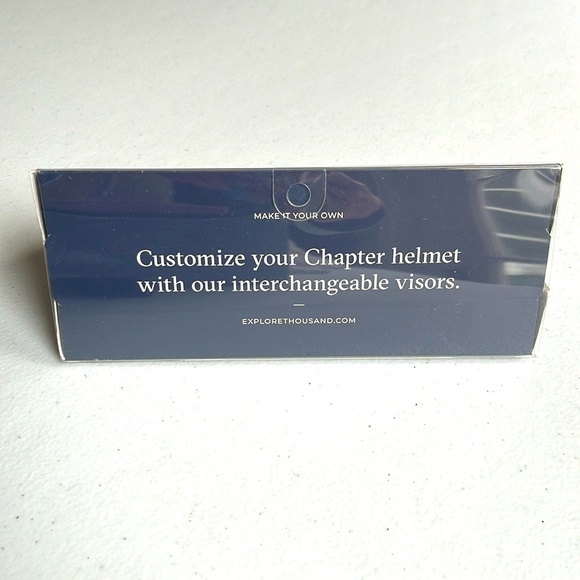 MAKE IT YOUR OWN
Customize your Chapter helmet
with our interchangeable visors.
EXPLORETHOUSAND.COM